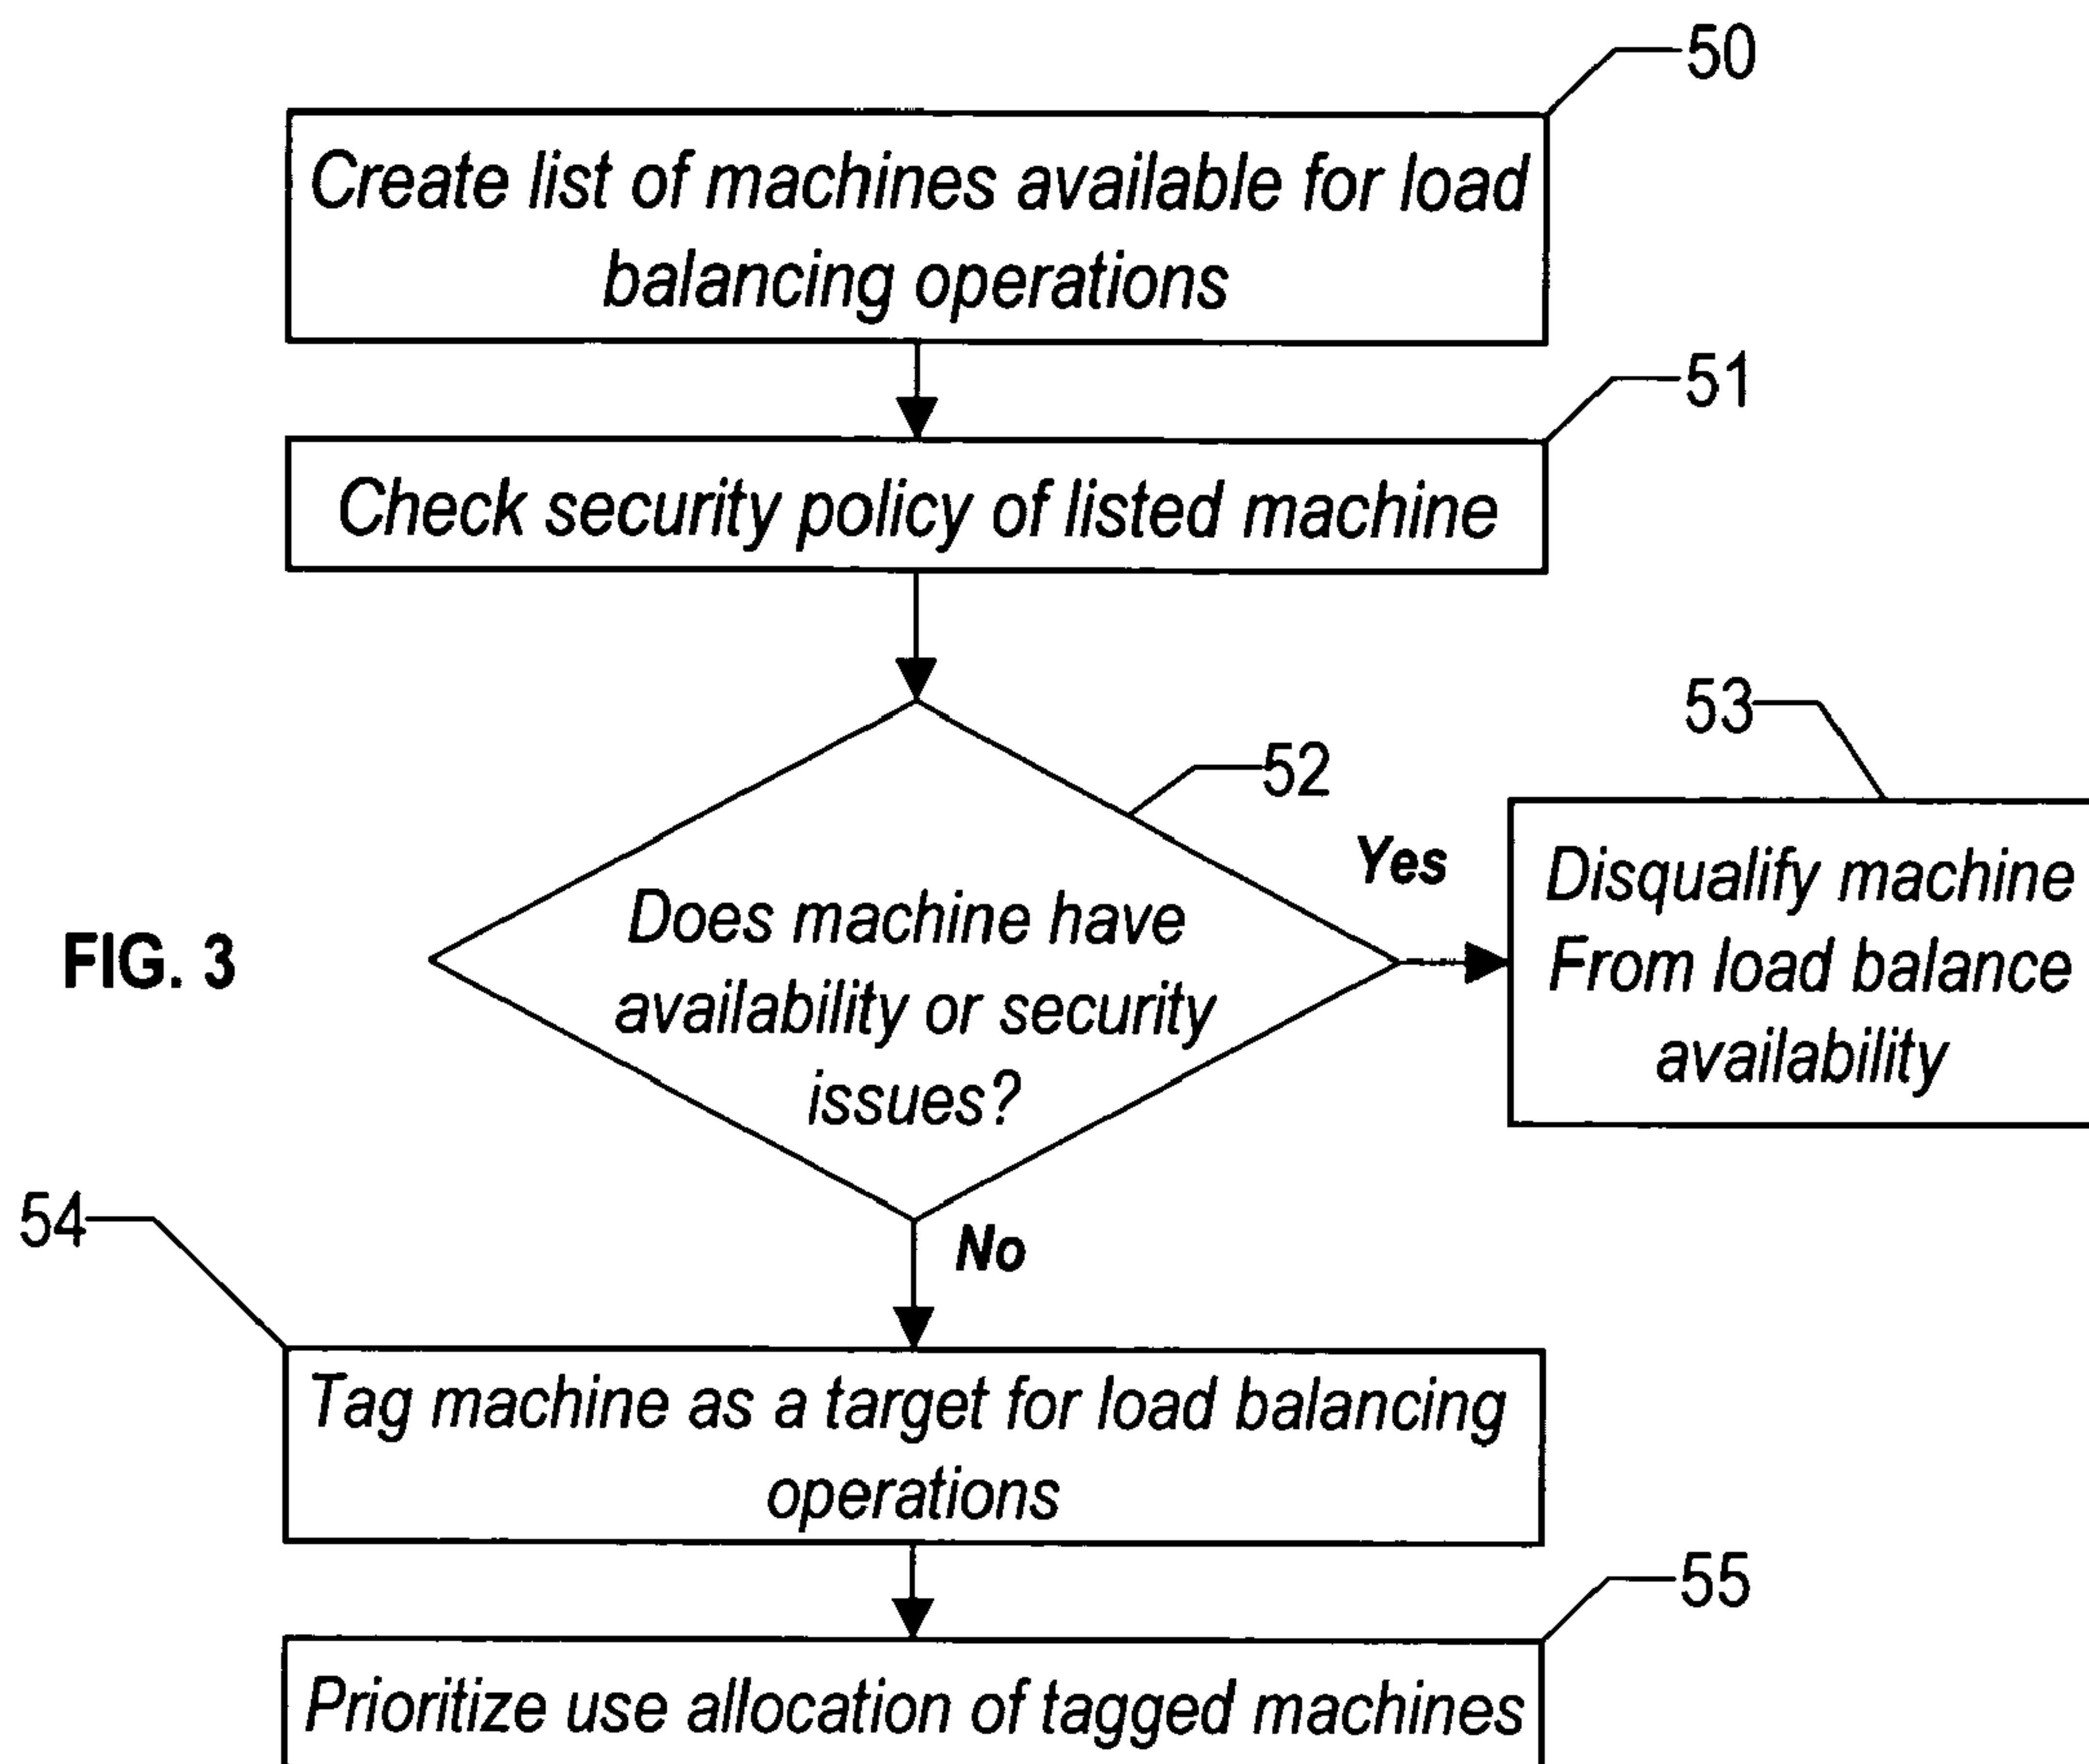 50
Create list of machines available for load
balancing operations
51
Check security policy of listed machine
52
53
Yes
Does machine have
availability or security
issues?
Disqualify machine
From load balance
availability
FIG. 3
54
No
Tag machine as a target for load balancing
operations
55
Prioritize use allocation of tagged machines